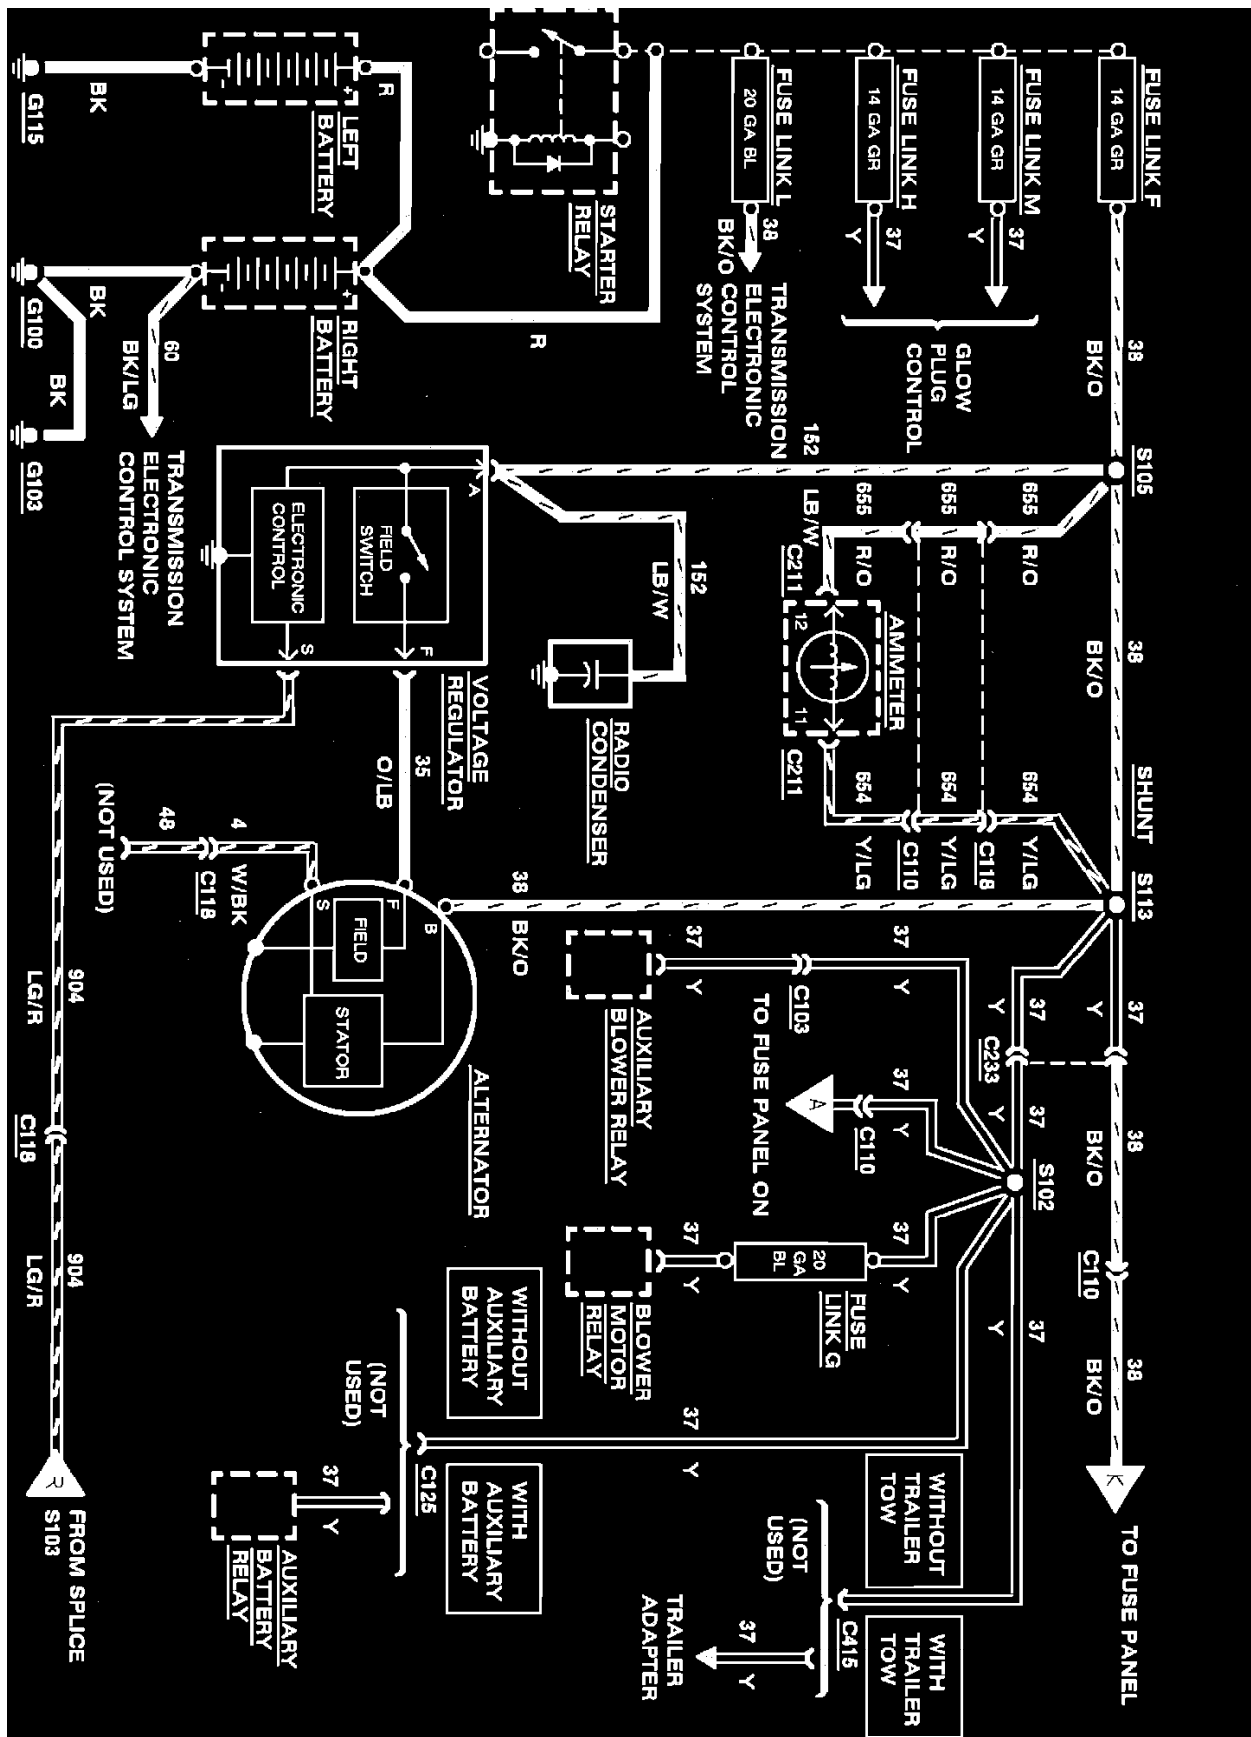 FUSE LINK F
14 GA GR
38
BK/O
S105
38
BK/O
SHUNT
S113
37
Y
38
BK/O
C110
38
BK/O
K
TO FUSE PANEL
FUSE LINK M
14 GA GR
37
Y
FUSE LINK H
14 GA GR
37
Y
GLOW
PLUG
CONTROL
FUSE LINK L
20 GA BL
38
BK/O
TRANSMISSION
ELECTRONIC
CONTROL
SYSTEM
655
R/O
655
R/O
655
R/O
152
LB/W
C211
12
AMMETER
11
C211
654
Y/LG
654
Y/LG
654
Y/LG
C118
C110
37
Y
C233
37
Y
S102
37
Y
37
Y
C103
37
Y
AUXILIARY
BLOWER RELAY
37
Y
C110
A
TO FUSE PANEL ON
37
Y
FUSE
LINK G
20
GA
BL
37
Y
BLOWER
MOTOR
RELAY
37
Y
WITHOUT
TRAILER
TOW
WITH
TRAILER
TOW
C415
(NOT
USED)
37
Y
TRAILER
ADAPTER
STARTER
RELAY
R
R
LEFT
BATTERY
+
-
BK
G115
RIGHT
BATTERY
+
-
BK
G100
BK
G103
60
BK/LG
TRANSMISSION
ELECTRONIC
CONTROL SYSTEM
A
FIELD
SWITCH
F
ELECTRONIC
CONTROL
S
VOLTAGE
REGULATOR
152
LB/W
RADIO
CONDENSER
35
O/LB
38
BK/O
4
W/BK
C118
48
(NOT USED)
S
F
B
FIELD
STATOR
ALTERNATOR
904
LG/R
C118
904
LG/R
R
FROM SPLICE
S103
WITHOUT
AUXILIARY
BATTERY
WITH
AUXILIARY
BATTERY
C125
(NOT
USED)
37
Y
AUXILIARY
BATTERY
RELAY